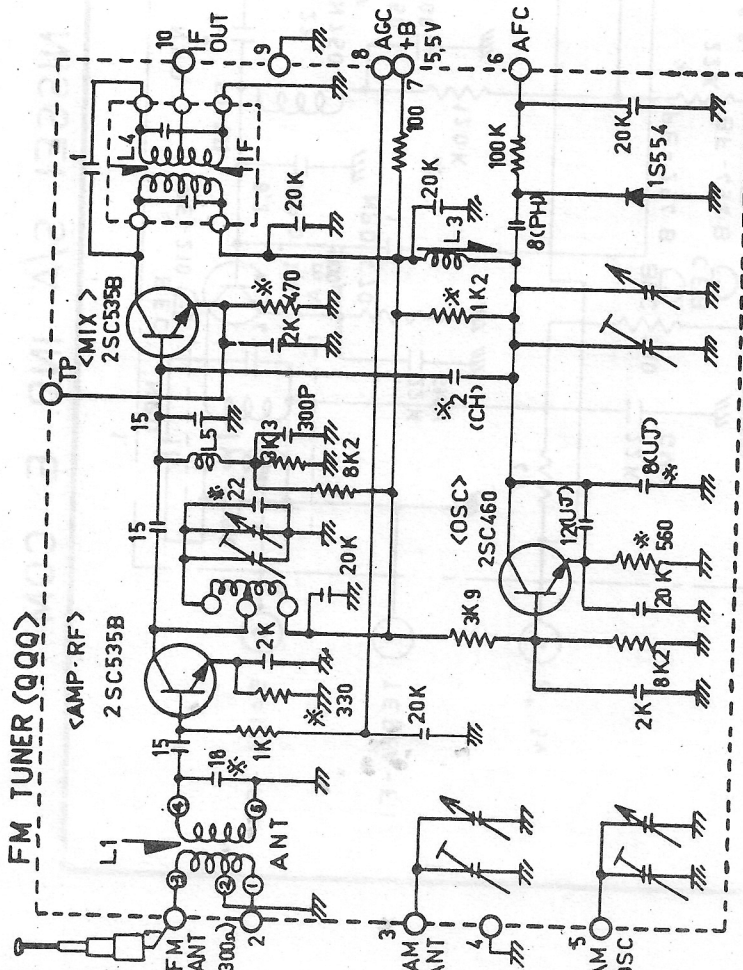 FM TUNER (QQQ)
TP
<AMP-RF>
2SC535B
<MIX>
2SC535B
1
L4
IF
10
IF
OUT
9
8
AGC
7
+B
5,5V
6
AFC
L1
ANT
3
2
1
4
5
FM
ANT
(300Ω)
2
15
18
※
1K
330
※
2K
20K
15
15
L5
22
※
3K3
300P
8K2
20K
2K
470
※
20K
100
20K
L3
1K2
※
※
2
<CH>
8(PH)
100K
20K
1S554
<OSC>
2SC460
3K9
12(UJ)
8(UJ)
※
560
※
20K
8K2
2K
3
AM
ANT
4
5
AM
OSC